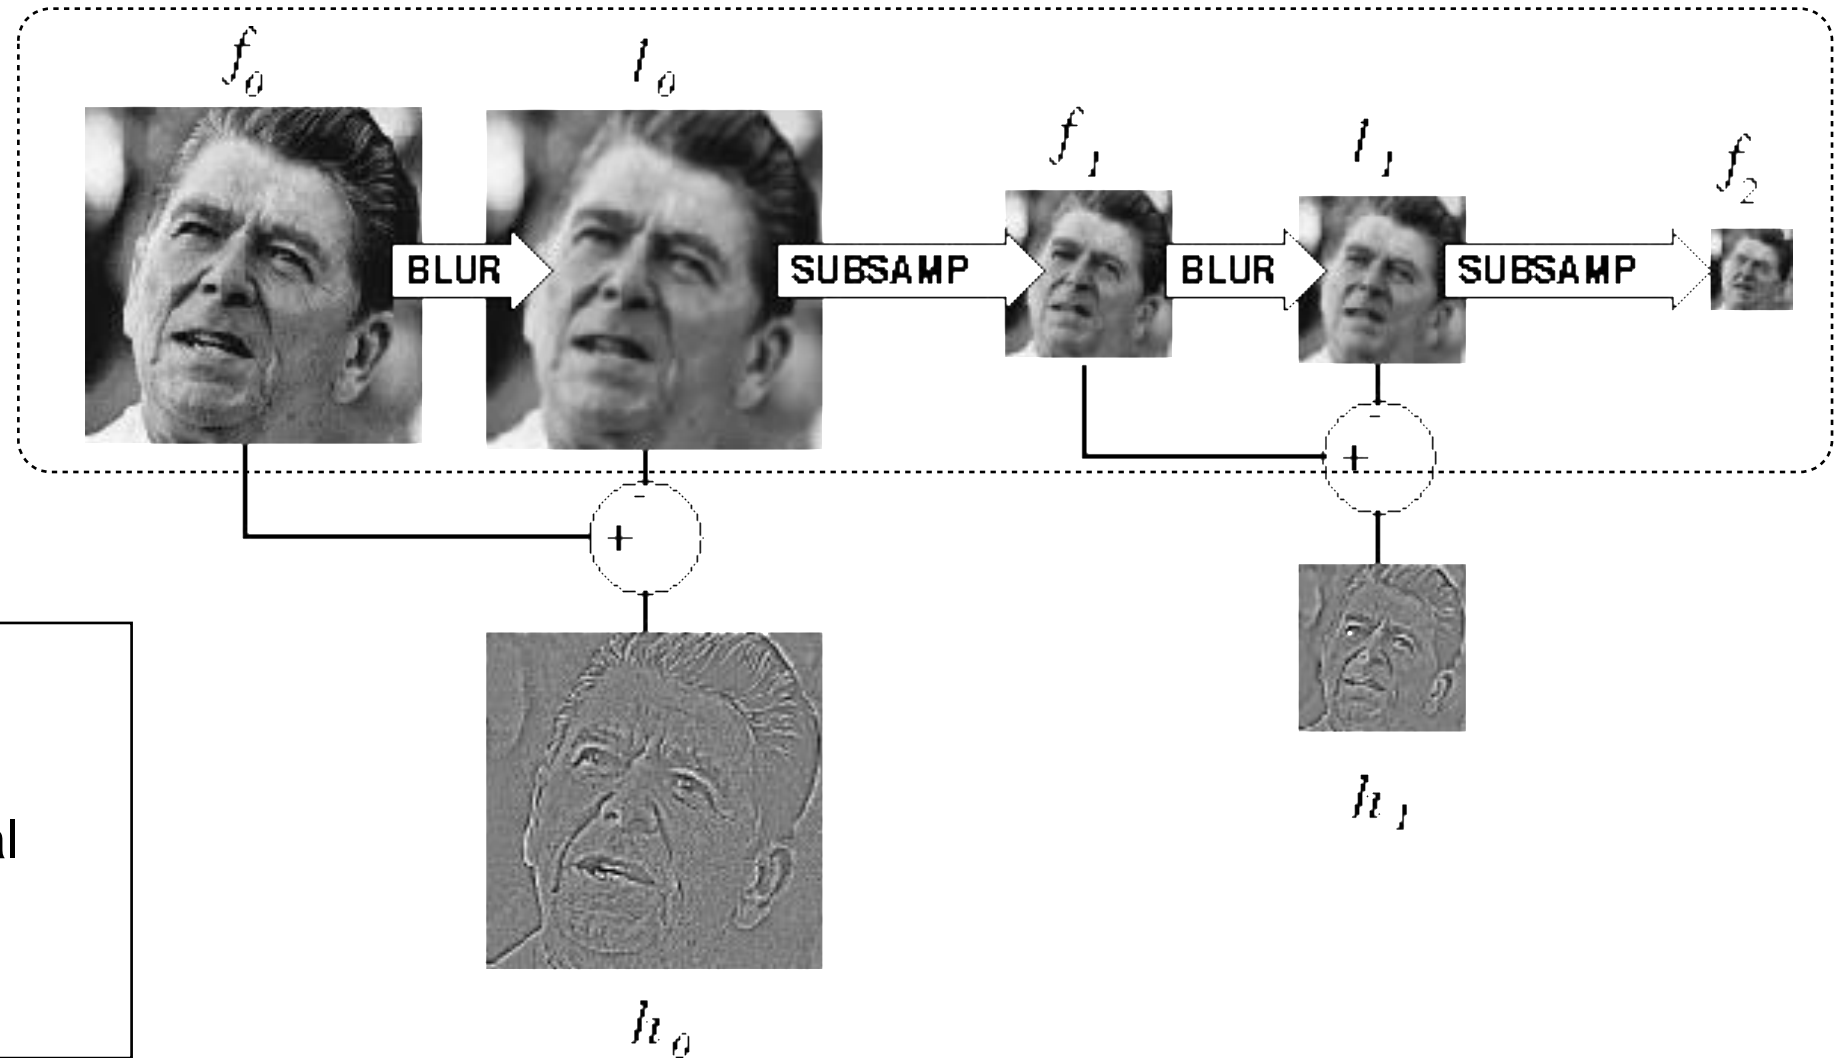 f0
l0
f1
l1
f2
BLUR
SUBSAMP
BLUR
SUBSAMP
-
+
-
+
al
h1
h0